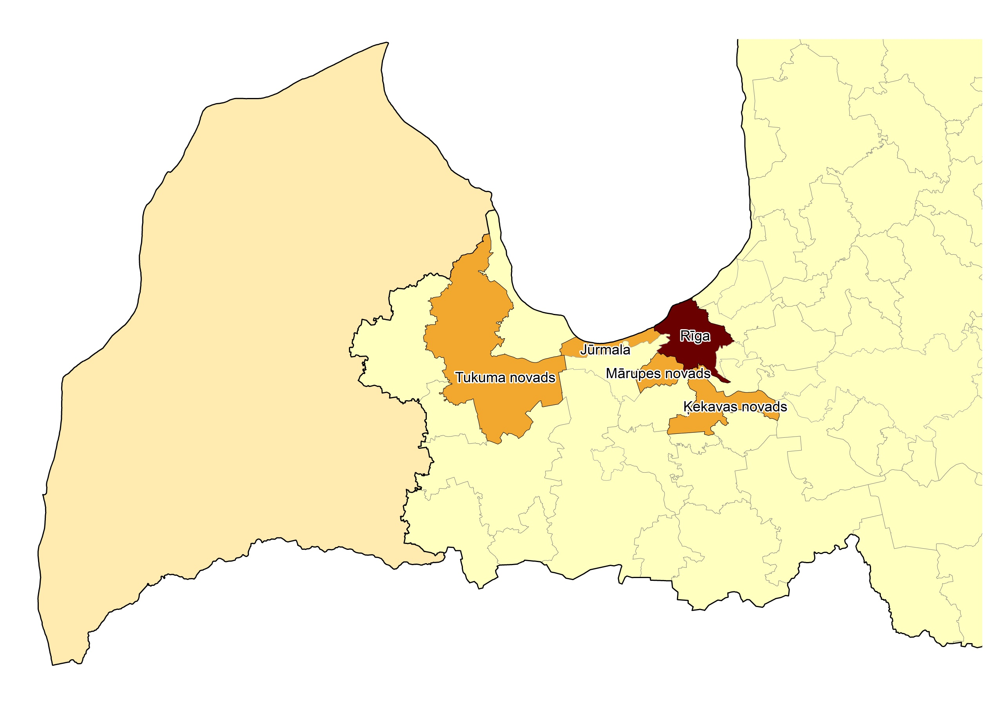 Rīga
Jūrmala
Mārupes novads
Tukuma novads
Ķekavas novads